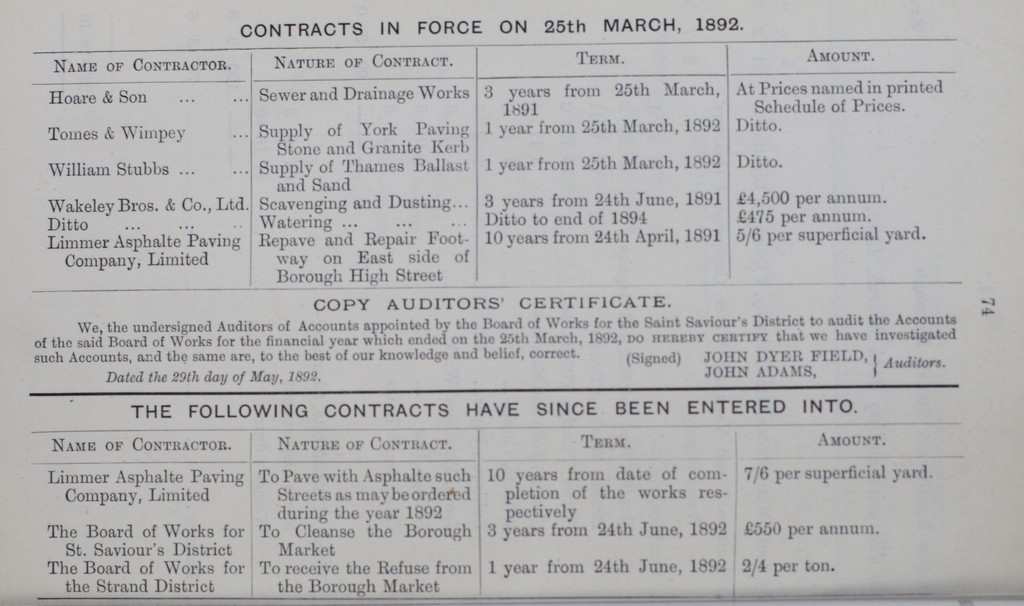 CONTRACTS IN FORCE ON 25th MARCH, 1892.
NAME OF CONTRACTOR. NATURE OF CONTRACT. TERM. AMOUNT.
Hoare & Son ... ... Sewer and Drainage Works 3 years from 25th March, At Prices named in printed
1891 Schedule of Prices.
Tomes & Wimpey ... Supply of York Paving 1 year from 25th March, 1892 Ditto.
Stone and Granite Kerb
William Stubbs ... ... Supply of Thames Ballast 1 year from 25th March, 1892 Ditto.
and Sand
Wakeley Bros. & Co., Ltd. Scavenging and Dusting... 3 years from 24th June, 1891 £4,500 per annum.
Ditto ... ... .. Watering ... ... ... Ditto to end of 1894 £475 per annum.
Limmer Asphalte Paving Repave and Repair Foot- 10 years from 24th April, 1891 5/6 per superficial yard.
Company, Limited way on East side of
Borough High Street
COPY AUDITORS' CERTIFICATE.
We, the undersigned Auditors of Accounts appointed by the Board of Works for the Saint Saviour's District to audit the Accounts
of the said Board of Works for the financial year which ended on the 25th March, 1892, DO HEREBY CERTIFY that we have investigated
such Accounts, and the same are, to the best of our knowledge and belief, correct. (Signed) JOHN DYER FIELD, } Auditors.
Dated the 29th day of May, 1892. JOHN ADAMS,
74
THE FOLLOWING CONTRACTS HAVE SINCE BEEN ENTERED INTO.
NAME OF CONTRACTOR. NATURE OF CONTRACT. TERM. AMOUNT.
Limmer Asphalte Paving To Pave with Asphalte such 10 years from date of com- 7/6 per superficial yard.
Company, Limited Streets as may be ordered pletion of the works res-
during the year 1892 pectively
The Board of Works for To Cleanse the Borough 3 years from 24th June, 1892 £550 per annum.
St. Saviour's District Market
The Board of Works for To receive the Refuse from 1 year from 24th June, 1892 2/4 per ton.
the Strand District the Borough Market